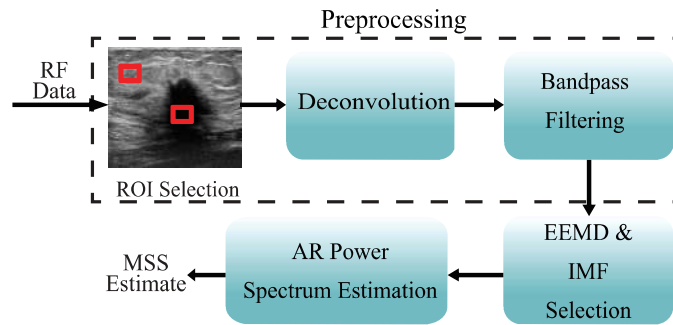 Preprocessing
RF
Data
ROI Selection
Deconvolution
Bandpass
Filtering
EEMD &
IMF
Selection
AR Power
Spectrum Estimation
MSS
Estimate